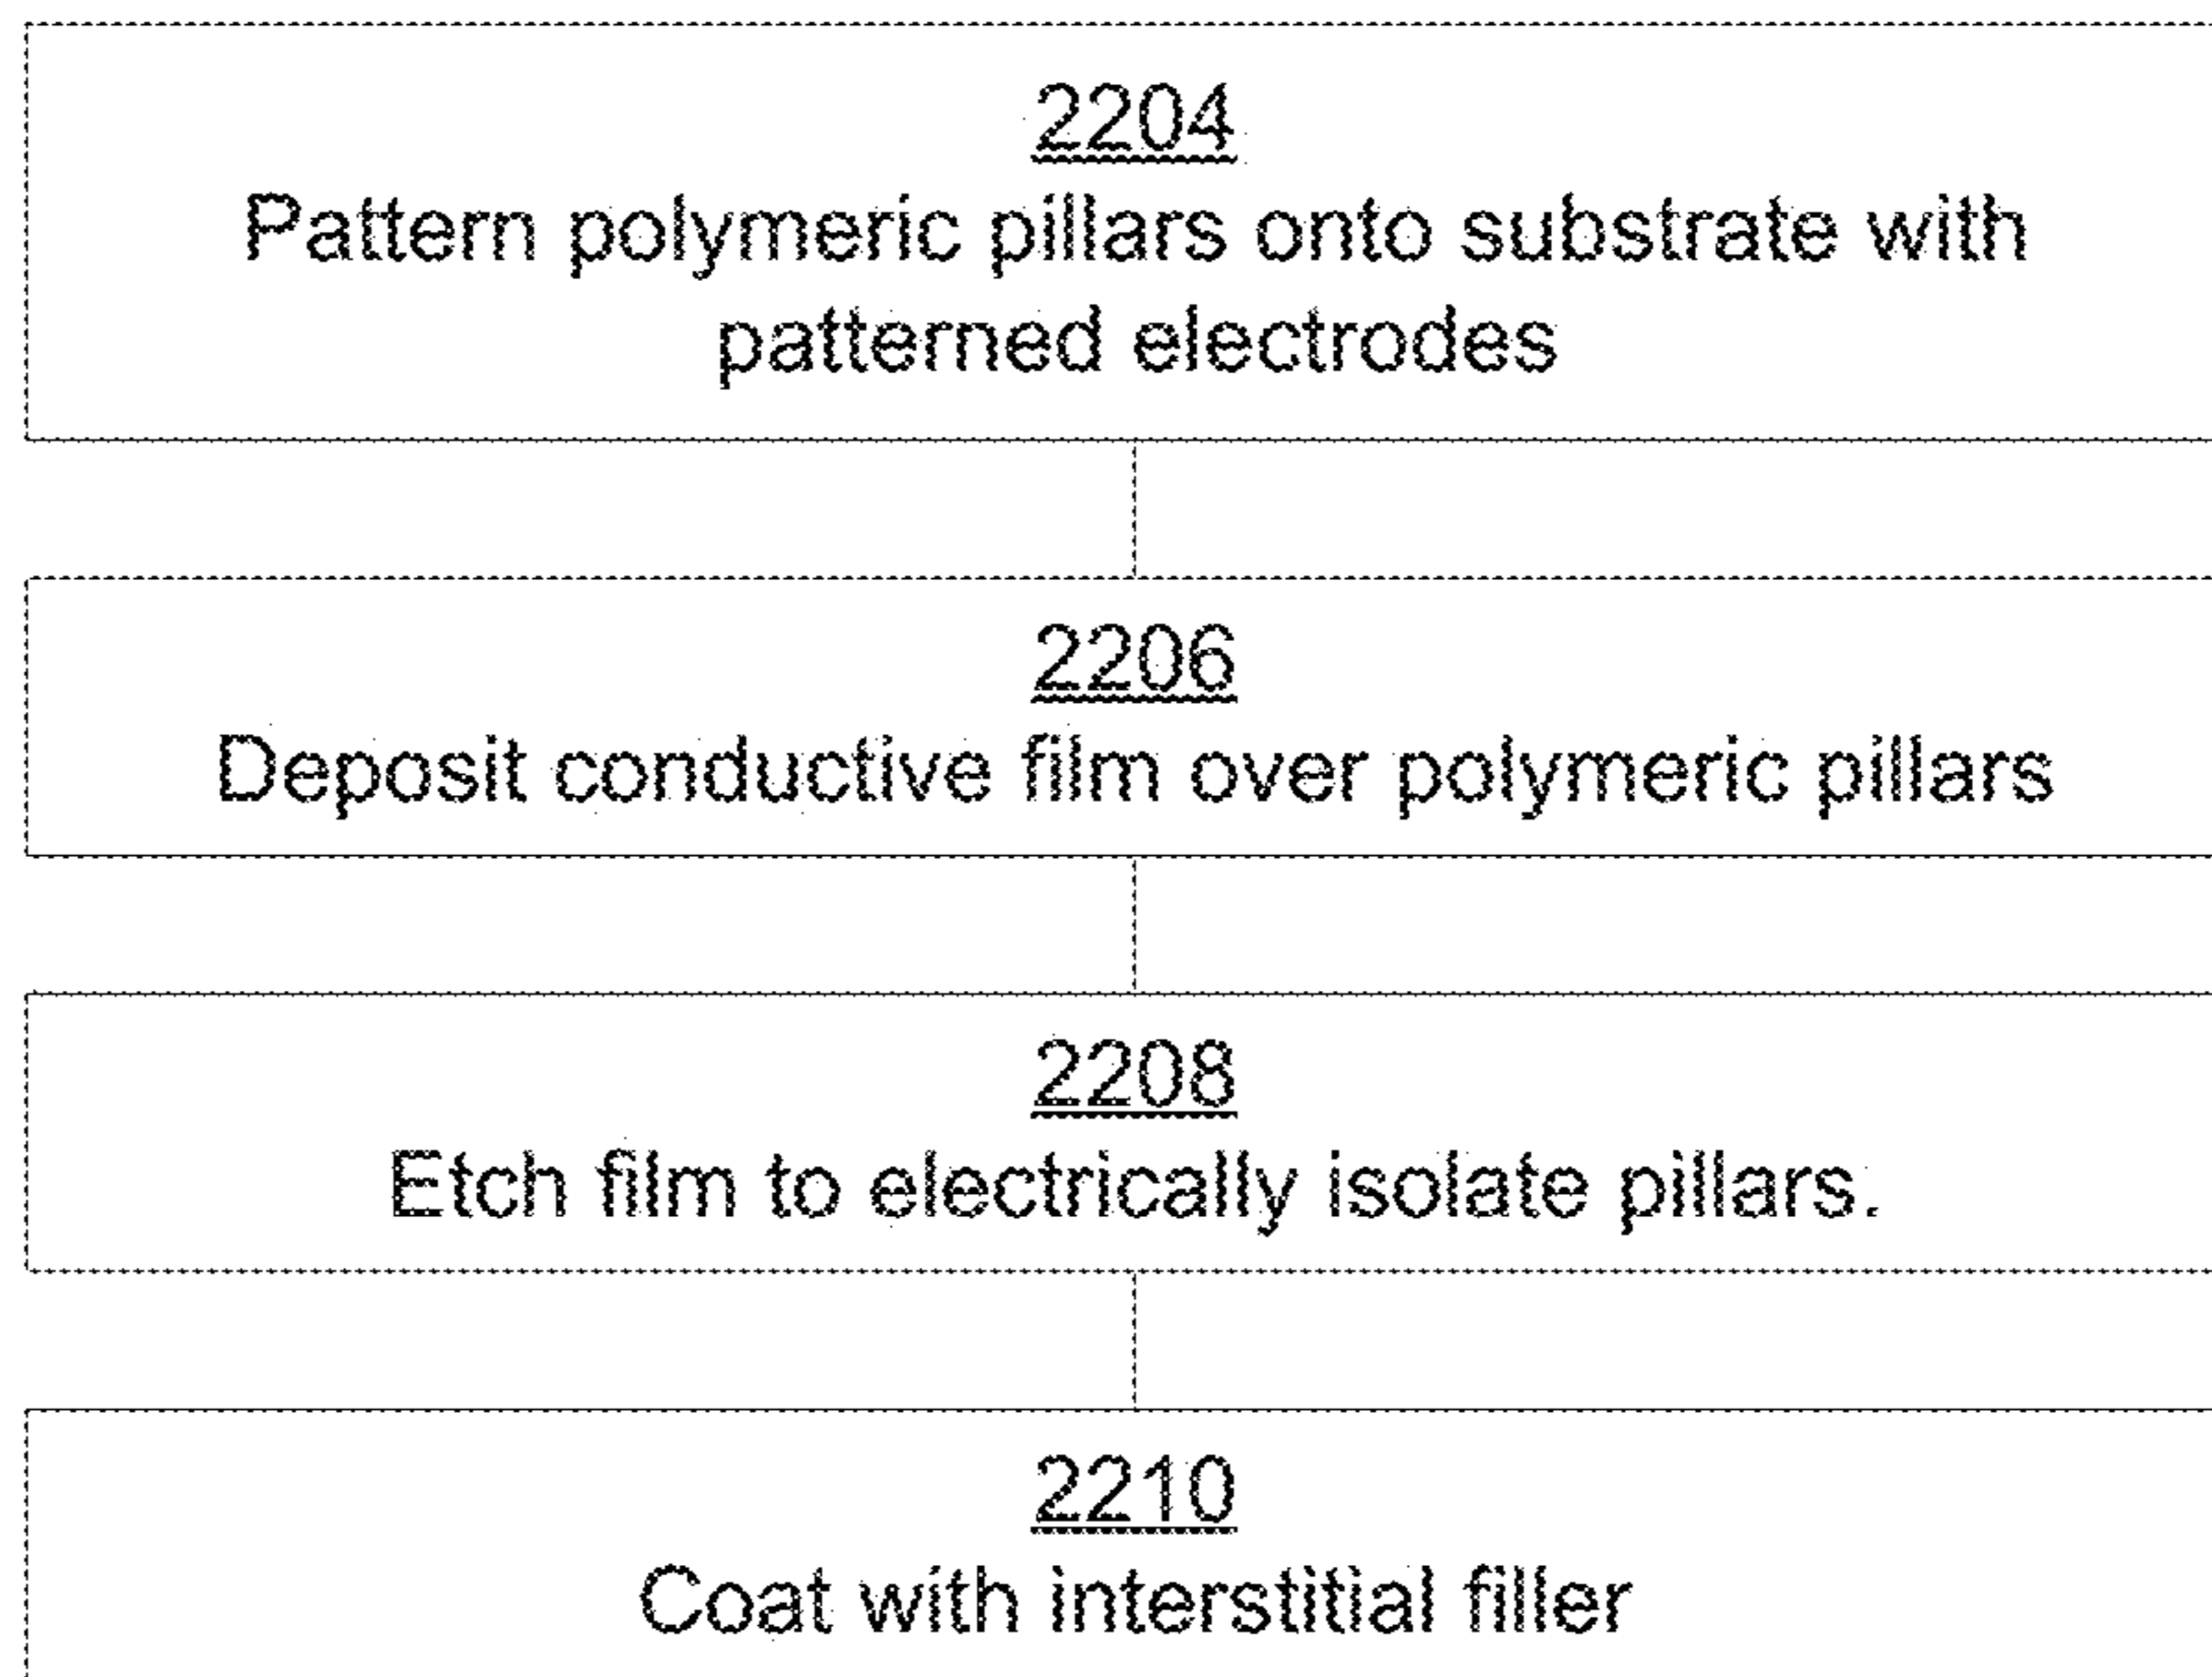 2204
Pattern polymeric pillars onto substrate with
patterned electrodes
2206
Deposit conductive film over polymeric pillars
2208
Etch film to electrically isolate pillars.
2210
Coat with interstitial filler